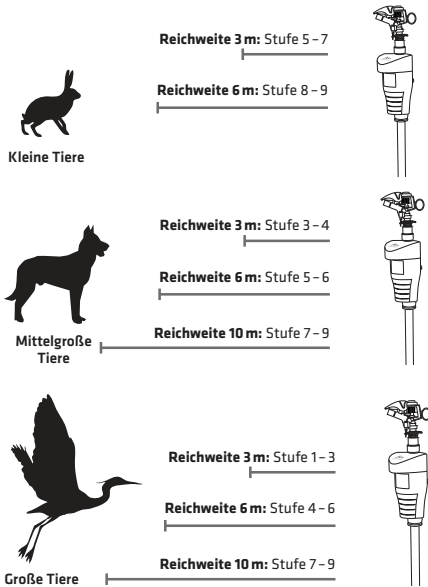 Reichweite 3 m: Stufe 5–7
Reichweite 6 m: Stufe 8–9
Kleine Tiere
Reichweite 3 m: Stufe 3–4
Reichweite 6 m: Stufe 5–6
Reichweite 10 m: Stufe 7–9
Mittelgroße
Tiere
Reichweite 3 m: Stufe 1–3
Reichweite 6 m: Stufe 4–6
Reichweite 10 m: Stufe 7–9
Große Tiere